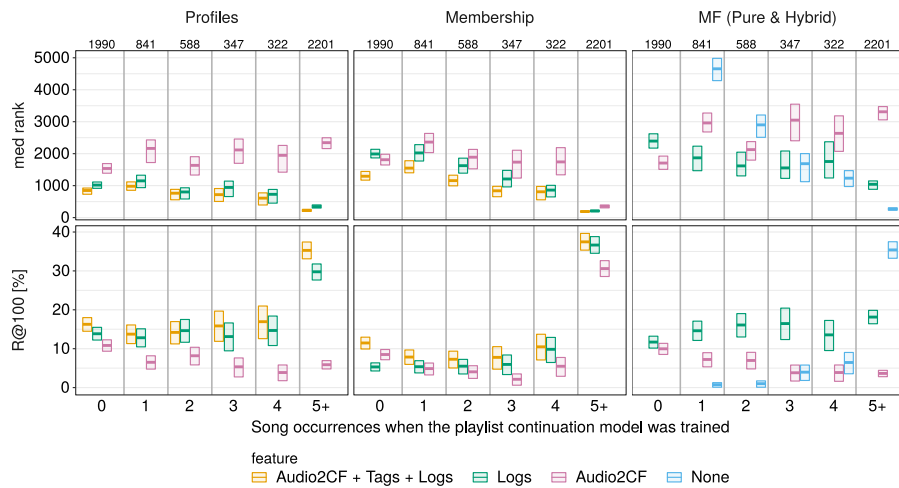 Profiles Membership MF (Pure & Hybrid)
1990 841 588 347 322 2201 1990 841 588 347 322 2201 1990 841 588 347 322 2201
5000
4000
med rank
3000
2000
1000
0
40
30
R@100 [%]
20
10
0
0 1 2 3 4 5+ 0 1 2 3 4 5+ 0 1 2 3 4 5+
Song occurrences when the playlist continuation model was trained
feature
Audio2CF + Tags + Logs Logs Audio2CF None